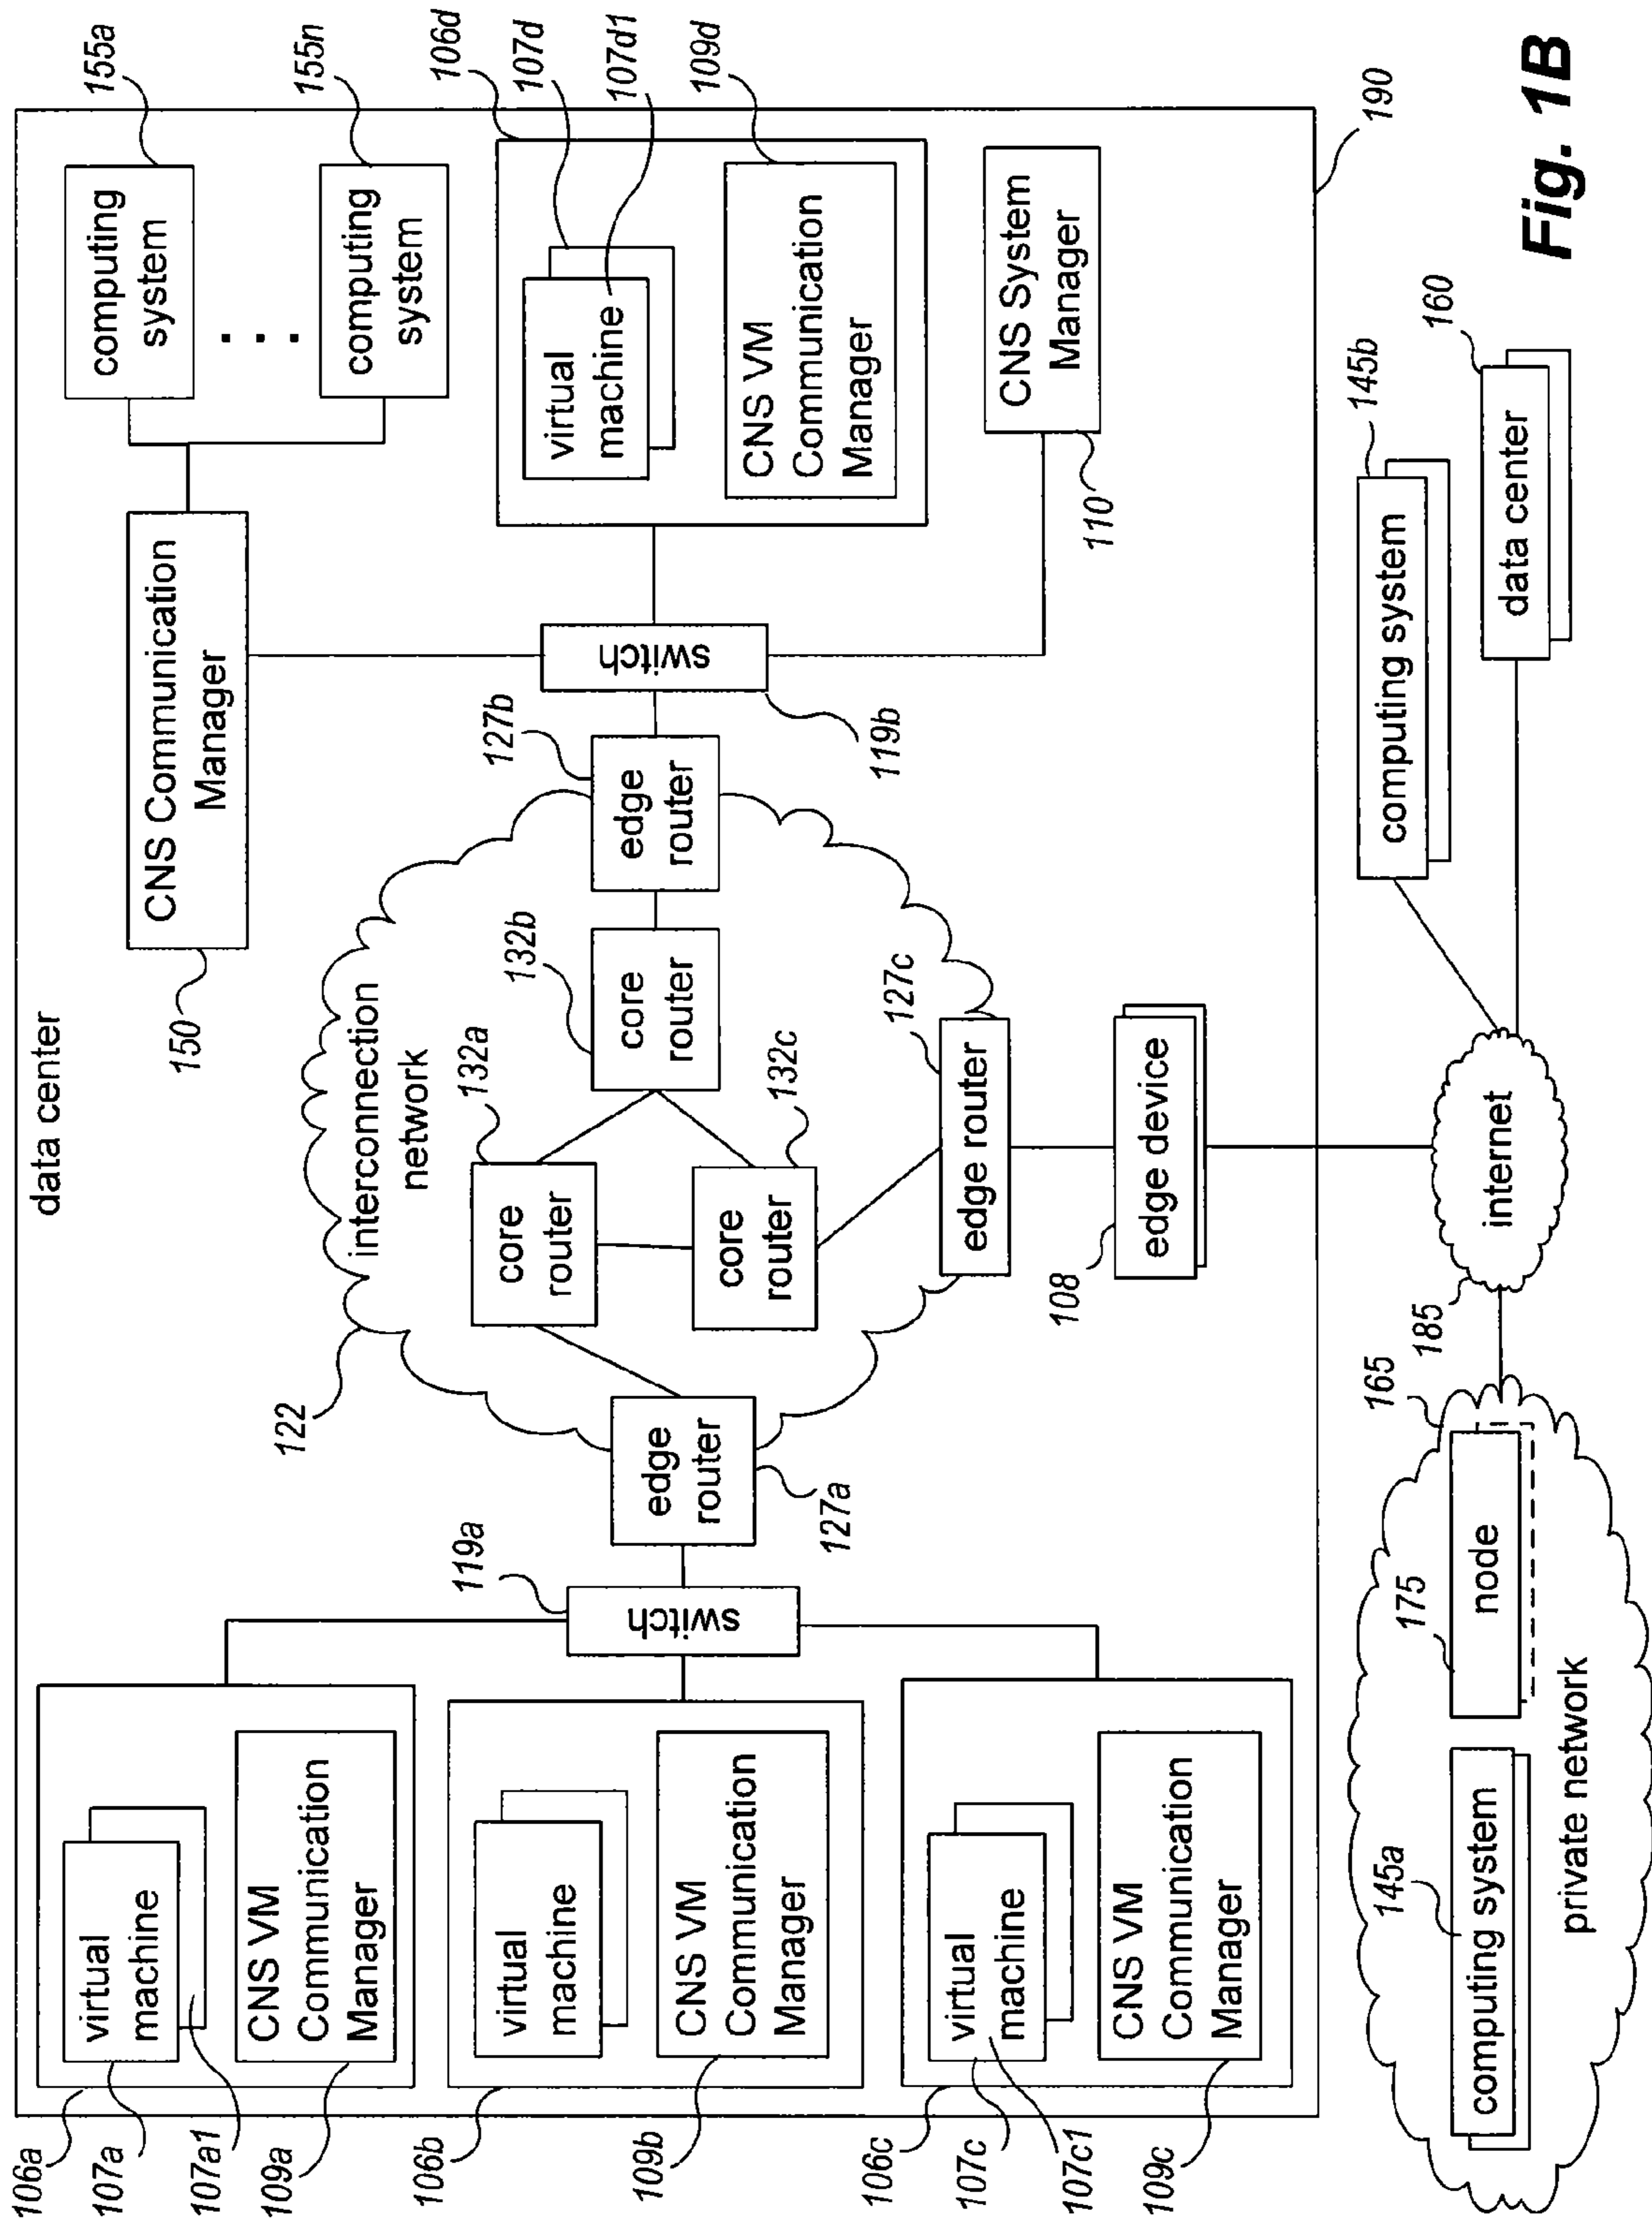 data center
106a
107a
107a1
109a
virtual
machine
CNS VM
Communication
Manager
106b
109b
virtual
machine
CNS VM
Communication
Manager
106c
107c
107c1
109c
virtual
machine
CNS VM
Communication
Manager
119a
switch
122
interconnection
network
edge
router
127a
132a
core
router
132b
core
router
132c
core
router
127b
edge
router
127c
edge router
108
edge device
119b
switch
150
CNS Communication
Manager
155a
computing
system
. . .
155n
computing
system
106d
107d
107d1
109d
virtual
machine
CNS VM
Communication
Manager
CNS System
Manager
110
190
145a
computing system
175
node
165
private network
185
internet
145b
computing system
160
data center
Fig. 1B